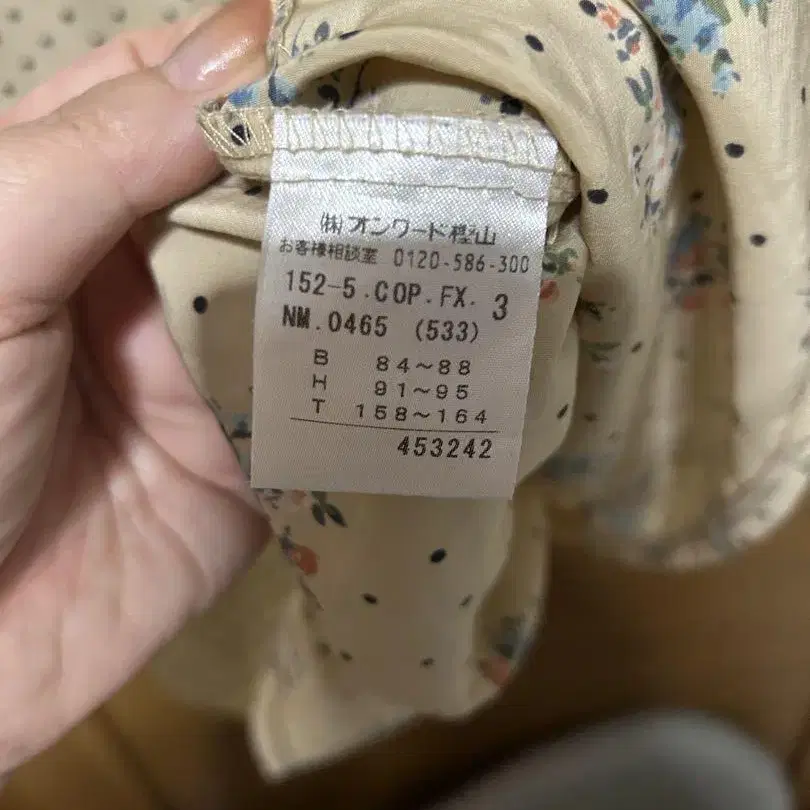 ㈱オンワード樫山
お客様相談室 0120-586-300
152-5.COP.FX. 3
NM.0465 (533)
B 84～88
H 91～95
T 158～164
453242